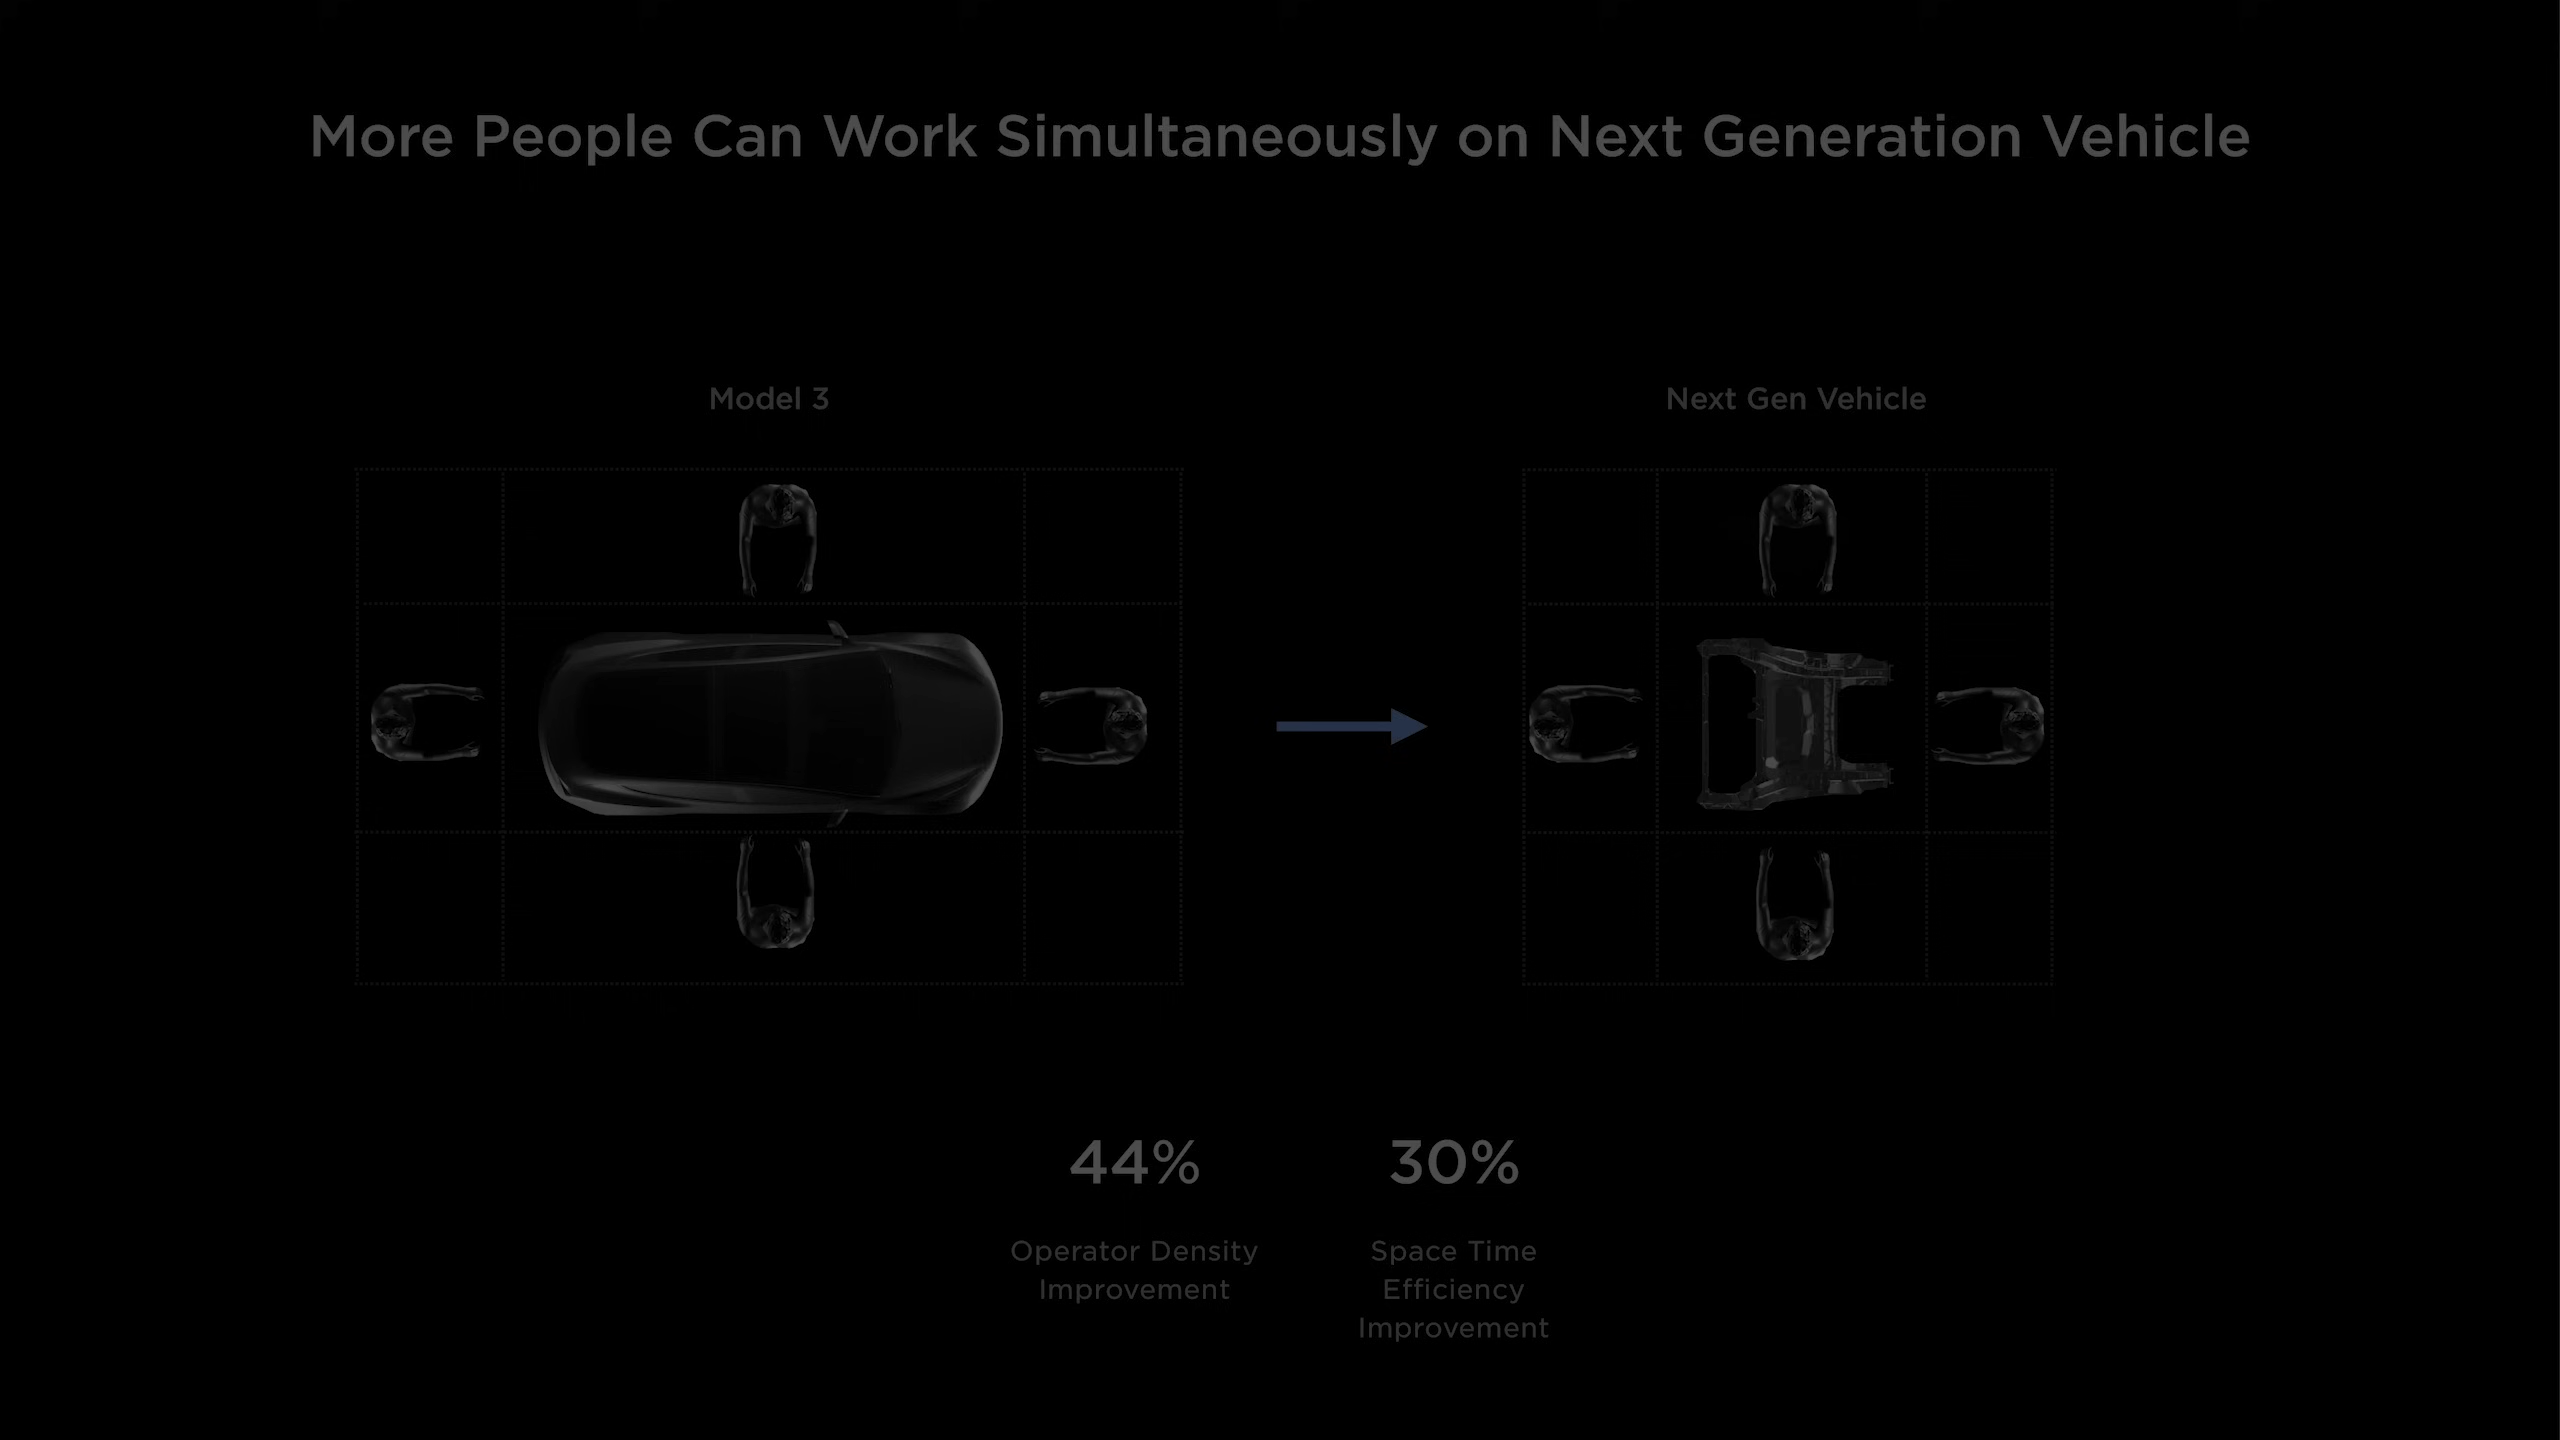 More People Can Work Simultaneously on Next Generation Vehicle
Model 3
Next Gen Vehicle
44%
Operator Density
Improvement
30%
Space Time
Efficiency
Improvement